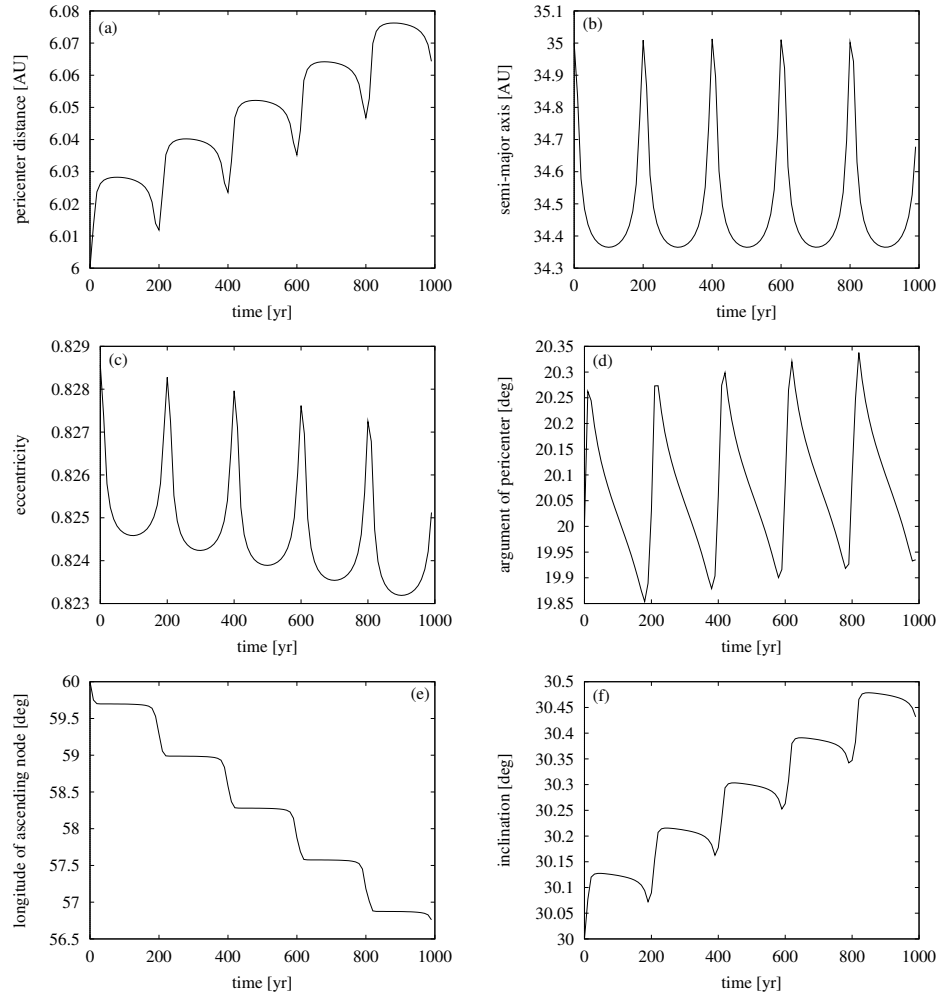 (a)
pericenter distance [AU]
6.08
6.07
6.06
6.05
6.04
6.03
6.02
6.01
6
0 200 400 600 800 1000
time [yr]
(b)
semi-major axis [AU]
35.1
35
34.9
34.8
34.7
34.6
34.5
34.4
34.3
0 200 400 600 800 1000
time [yr]
(c)
eccentricity
0.829
0.828
0.827
0.826
0.825
0.824
0.823
0 200 400 600 800 1000
time [yr]
(d)
argument of pericenter [deg]
20.35
20.3
20.25
20.2
20.15
20.1
20.05
20
19.95
19.9
19.85
0 200 400 600 800 1000
time [yr]
(e)
longitude of ascending node [deg]
60
59.5
59
58.5
58
57.5
57
56.5
0 200 400 600 800 1000
time [yr]
(f)
inclination [deg]
30.5
30.45
30.4
30.35
30.3
30.25
30.2
30.15
30.1
30.05
30
0 200 400 600 800 1000
time [yr]